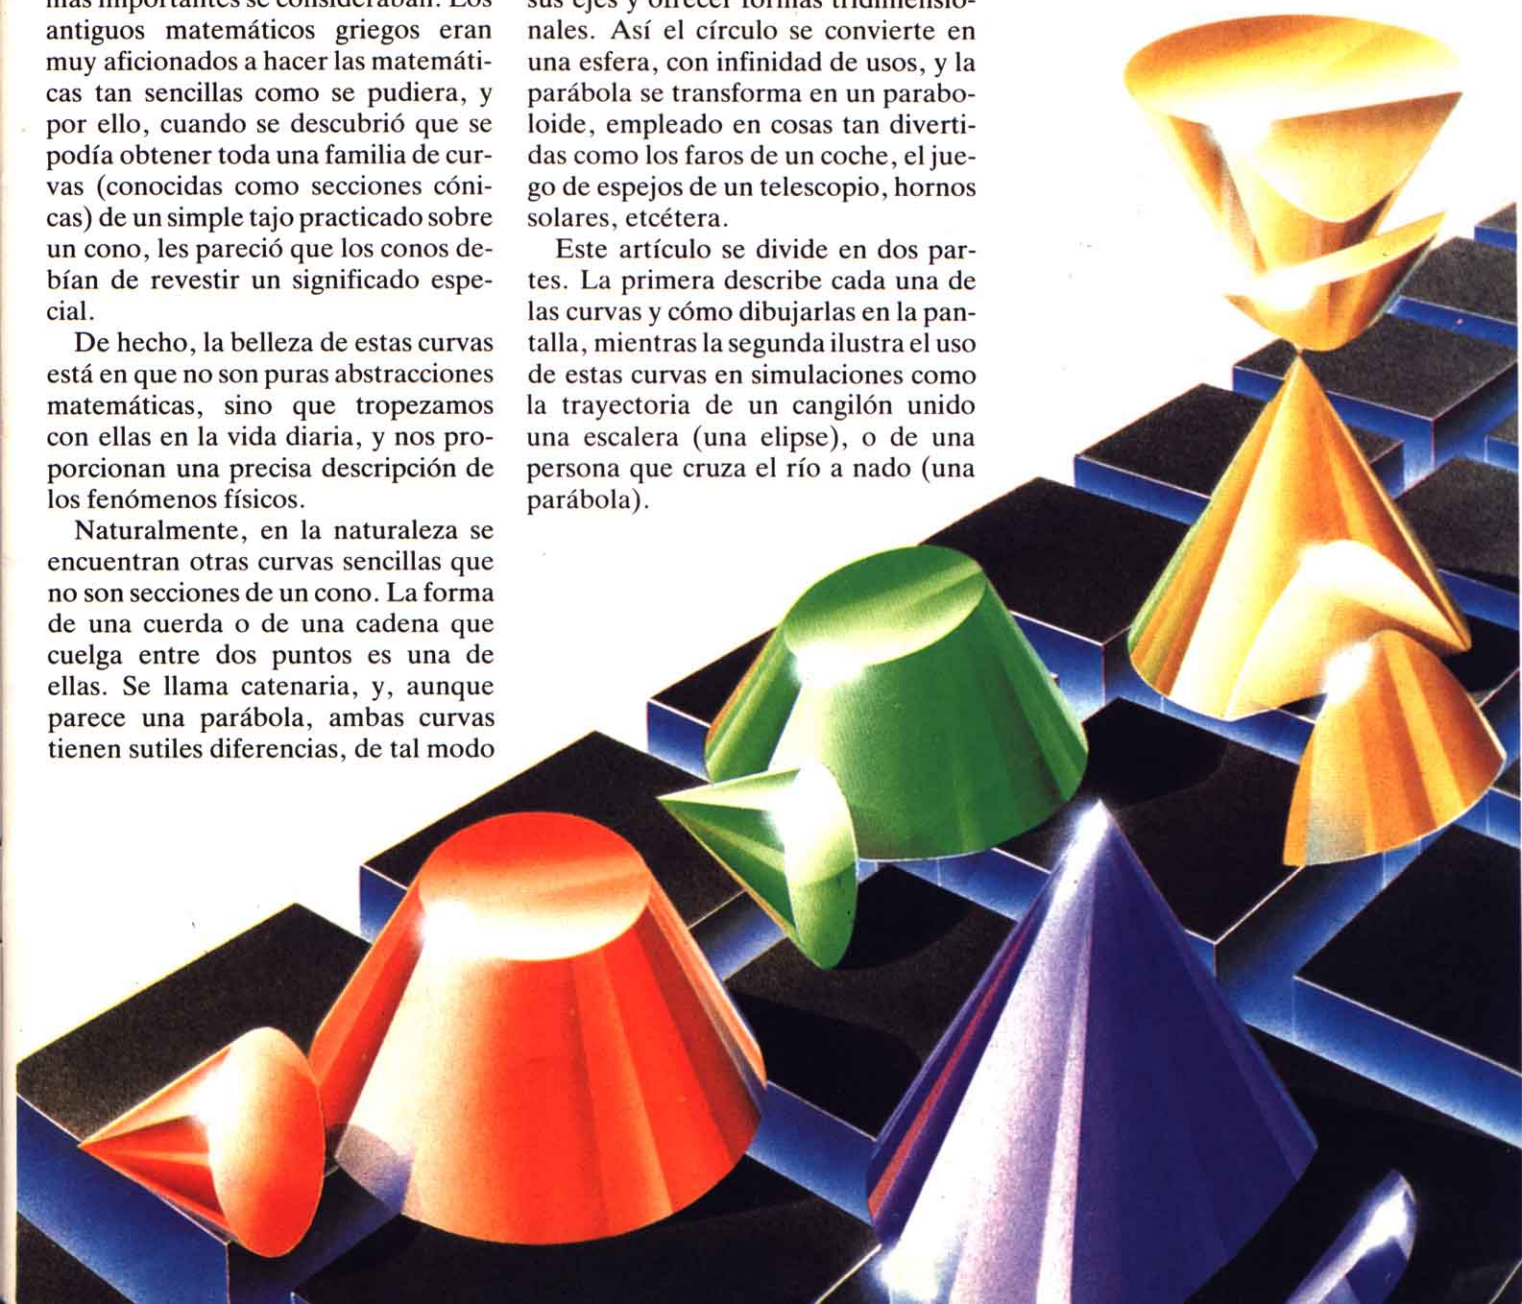 más importantes se consideraban. Los
antiguos matemáticos griegos eran
muy aficionados a hacer las matemáti-
cas tan sencillas como se pudiera, y
por ello, cuando se descubrió que se
podía obtener toda una familia de cur-
vas (conocidas como secciones cóni-
cas) de un simple tajo practicado sobre
un cono, les pareció que los conos de-
bían de revestir un significado espe-
cial.
De hecho, la belleza de estas curvas
está en que no son puras abstracciones
matemáticas, sino que tropezamos
con ellas en la vida diaria, y nos pro-
porcionan una precisa descripción de
los fenómenos físicos.
Naturalmente, en la naturaleza se
encuentran otras curvas sencillas que
no son secciones de un cono. La forma
de una cuerda o de una cadena que
cuelga entre dos puntos es una de
ellas. Se llama catenaria, y, aunque
parece una parábola, ambas curvas
tienen sutiles diferencias, de tal modo
sus ejes y ofrecer formas tridimensio-
nales. Así el círculo se convierte en
una esfera, con infinidad de usos, y la
parábola se transforma en un parabo-
loide, empleado en cosas tan diverti-
das como los faros de un coche, el jue-
go de espejos de un telescopio, hornos
solares, etcétera.
Este artículo se divide en dos par-
tes. La primera describe cada una de
las curvas y cómo dibujarlas en la pan-
talla, mientras la segunda ilustra el uso
de estas curvas en simulaciones como
la trayectoria de un cangilón unido
una escalera (una elipse), o de una
persona que cruza el río a nado (una
parábola).